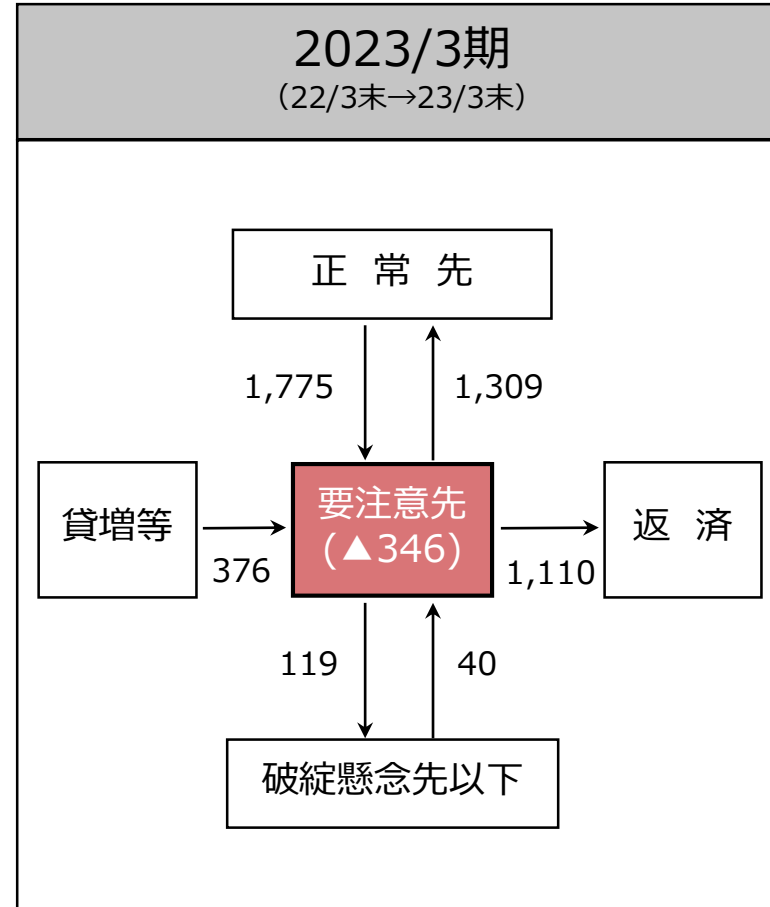 2023/3期
（22/3末→23/3末）
正 常 先
1,775
1,309
貸増等
376
要注意先
(▲346)
1,110
返 済
119
40
破綻懸念先以下